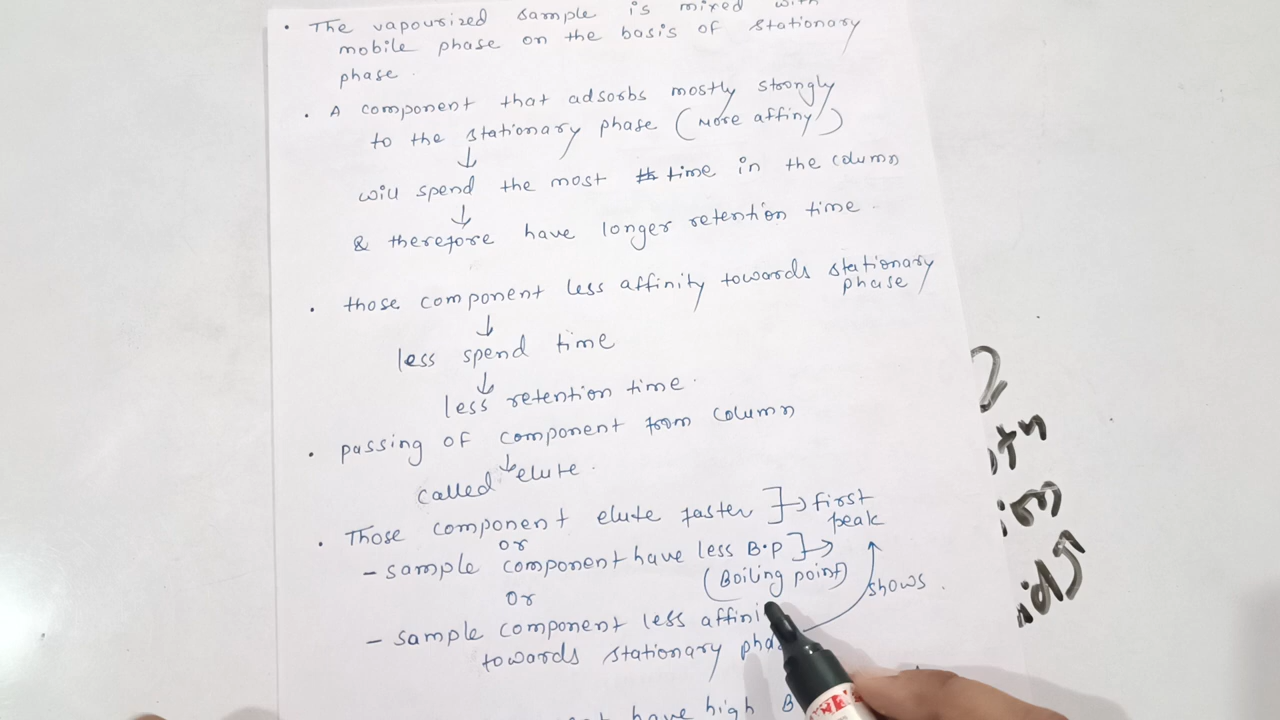 • The vapourized sample is mixed with
mobile phase on the basis of stationary
phase.
• A component that adsorbs mostly strongly
to the stationary phase (More affiny)
↓
will spend the most time in the column
↓
& therefore have longer retention time.
• those component less affinity towards stationary
phase
↓
less spend time
↓
less retention time.
• passing of component from column
↓
called elute.
• Those component elute faster ]→ first
peak
or
- sample component have less B.P ]→
(Boiling point)
or
shows.
- sample component less affini
towards stationary pha
have high B